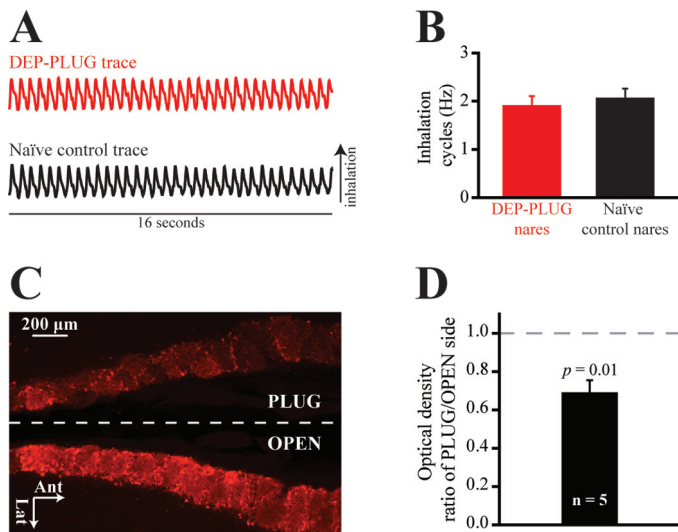 A
DEP-PLUG trace
Naïve control trace
inhalation
16 seconds
B
Inhalation
cycles (Hz)
3
2
1
0
DEP-PLUG
nares
Naïve
control nares
C
200 µm
PLUG
OPEN
Ant
Lat
D
Optical density
ratio of PLUG/OPEN side
1.0
0.8
0.6
0.4
0.2
0.0
p = 0.01
n = 5